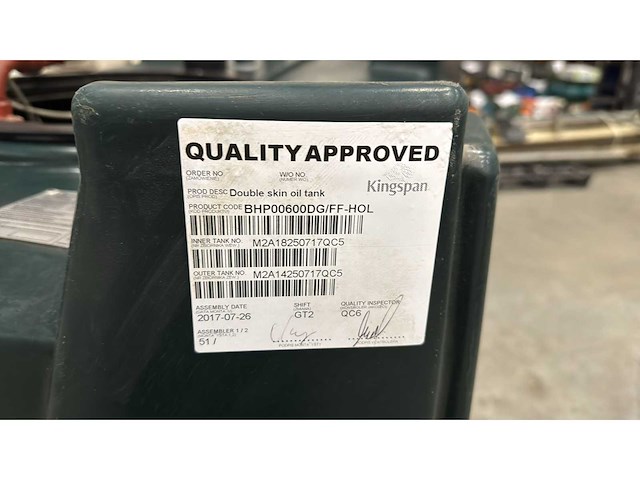 QUALITY APPROVED
ORDER NO. W/O NO.
PROD DESC Double skin oil tank
Kingspan
PRODUCT CODE BHP00600DG/FF-HOL
INNER TANK NO. M2A18250717QC5
OUTER TANK NO. M2A14250717QC5
ASSEMBLY DATE SHIFT QUALITY INSPECTOR
2017-07-26 GT2 QC6
ASSEMBLER 1 / 2
51 /